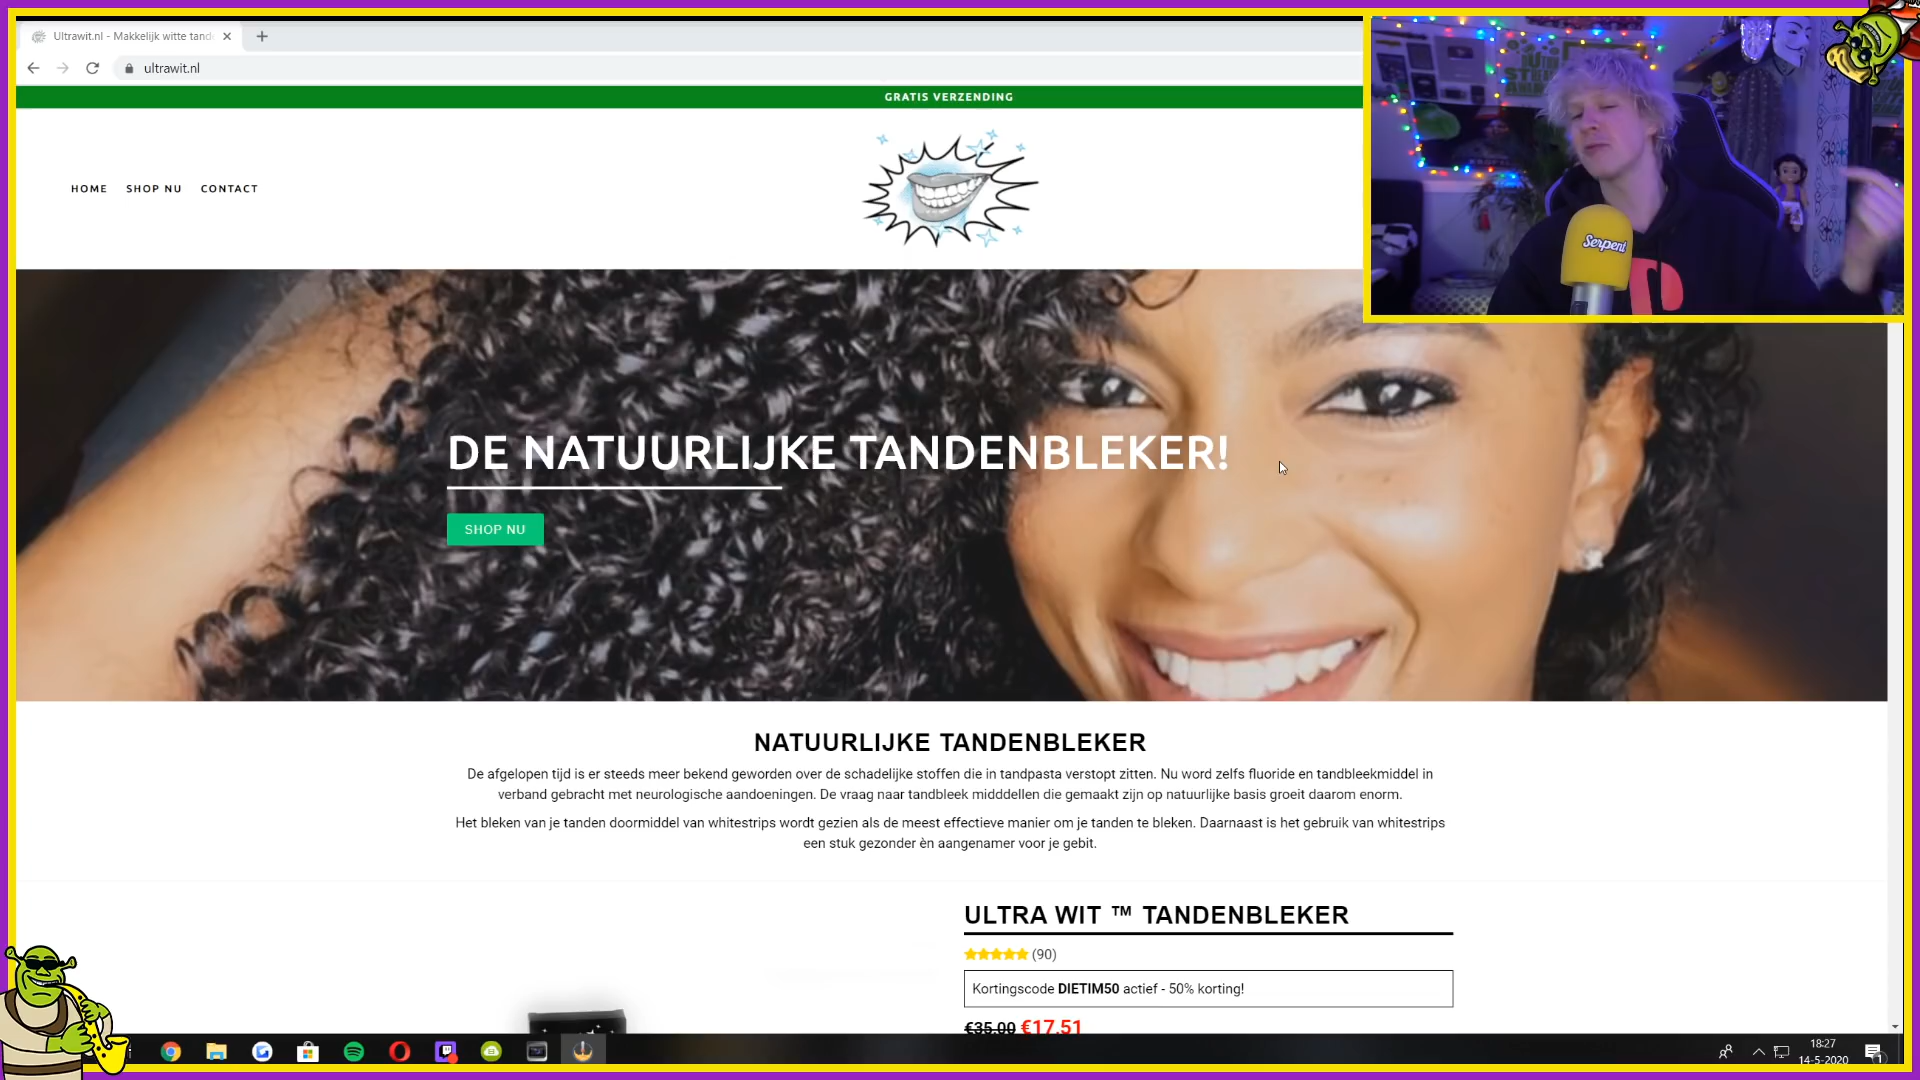 Ultrawit.nl - Makkelijk witte tand
ultrawit.nl
GRATIS VERZENDING
HOME SHOP NU CONTACT
Serpent
DE NATUURLIJKE TANDENBLEKER!
SHOP NU
NATUURLIJKE TANDENBLEKER
De afgelopen tijd is er steeds meer bekend geworden over de schadelijke stoffen die in tandpasta verstopt zitten. Nu word zelfs fluoride en tandbleekmiddel in
verband gebracht met neurologische aandoeningen. De vraag naar tandbleek midddellen die gemaakt zijn op natuurlijke basis groeit daarom enorm.
Het bleken van je tanden doormiddel van whitestrips wordt gezien als de meest effectieve manier om je tanden te bleken. Daarnaast is het gebruik van whitestrips
een stuk gezonder èn aangenamer voor je gebit.
ULTRA WIT ™ TANDENBLEKER
(90)
Kortingscode DIETIM50 actief - 50% korting!
€35,00 €17,51
18:27
14-5-2020
1